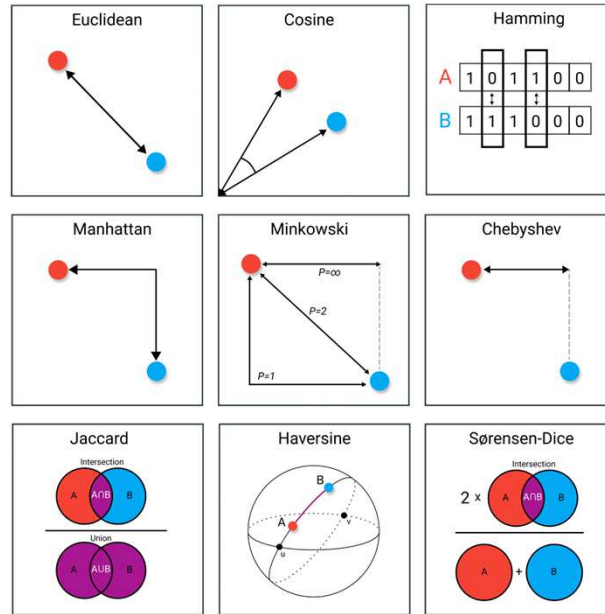 Euclidean
Cosine
Hamming
A 1 0 1 1 0 0
B 1 1 1 0 0 0
Manhattan
Minkowski
P=∞
P=2
P=1
Chebyshev
Jaccard
Intersection
A A∩B B
Union
A A∪B B
Haversine
B
A
v
u
Sørensen-Dice
Intersection
2 x A A∩B B
A + B